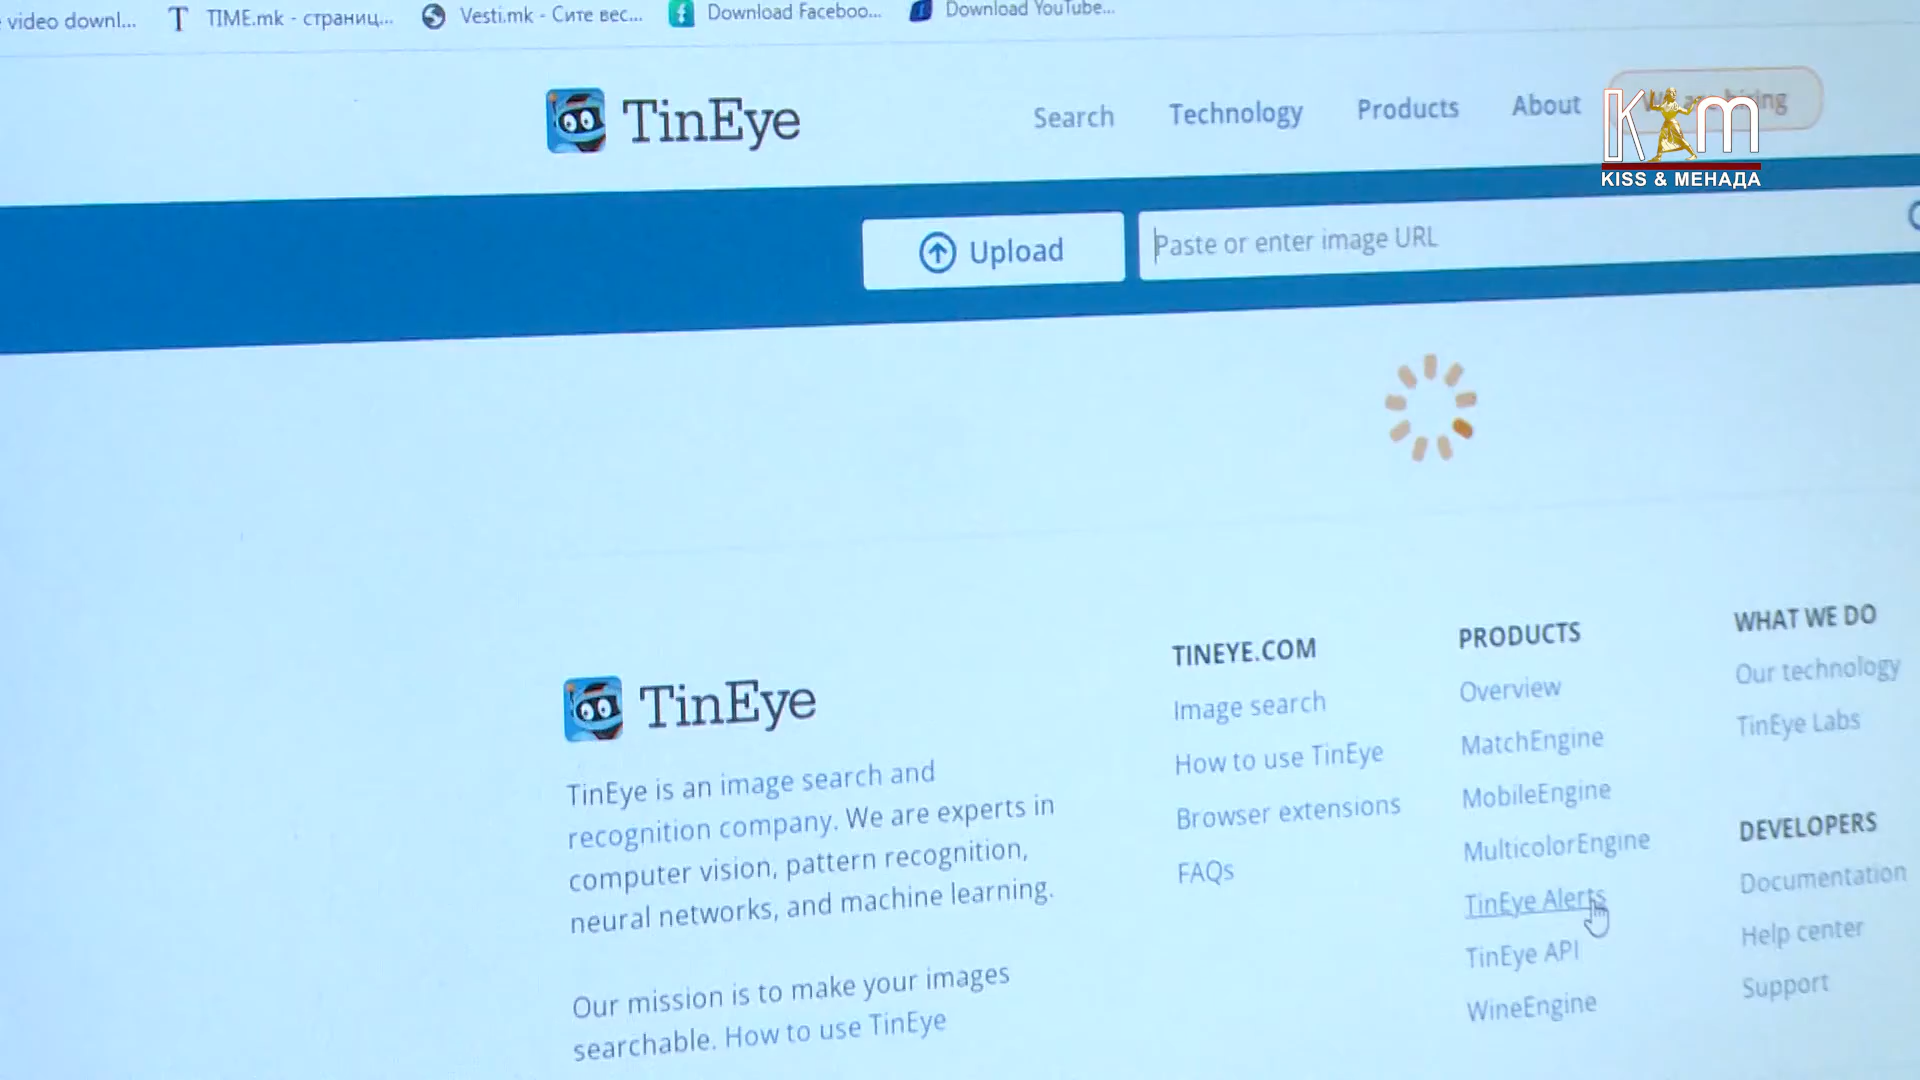 video downl...
TIME.mk - страниц...
Vesti.mk - Сите вес...
Download Faceboo...
Download YouTube...
TinEye
Search
Technology
Products
About
KM
KISS & МЕНАДА
Upload
Paste or enter image URL
TinEye
TinEye is an image search and
recognition company. We are experts in
computer vision, pattern recognition,
neural networks, and machine learning.
Our mission is to make your images
searchable. How to use TinEye
TINEYE.COM
Image search
How to use TinEye
Browser extensions
FAQs
PRODUCTS
Overview
MatchEngine
MobileEngine
MulticolorEngine
TinEye Alerts
TinEye API
WineEngine
WHAT WE DO
Our technology
TinEye Labs
DEVELOPERS
Documentation
Help center
Support